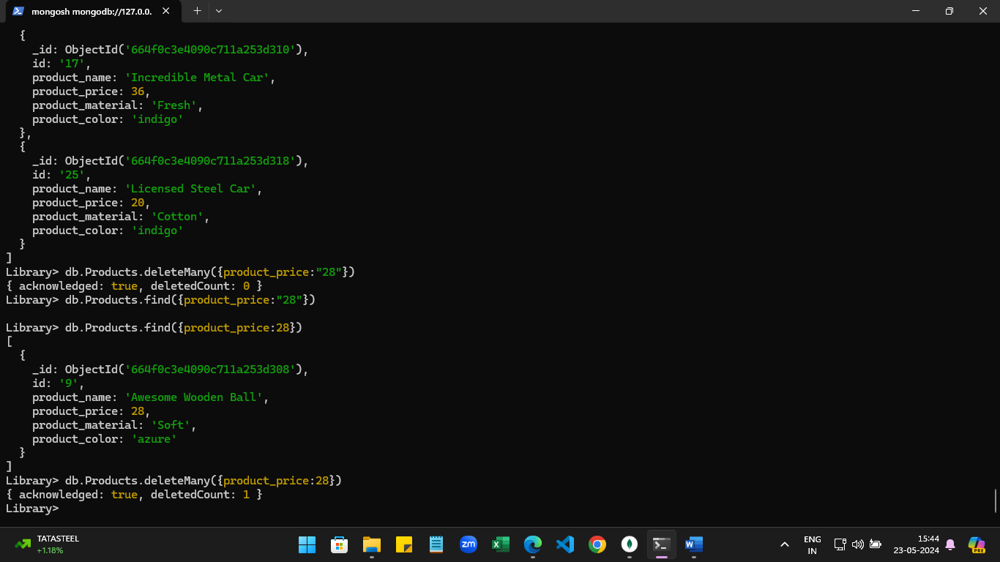 mongosh mongodb://127.0.0.
{
_id: ObjectId('664f0c3e4090c711a253d310'),
id: '17',
product_name: 'Incredible Metal Car',
product_price: 36,
product_material: 'Fresh',
product_color: 'indigo'
},
{
_id: ObjectId('664f0c3e4090c711a253d318'),
id: '25',
product_name: 'Licensed Steel Car',
product_price: 20,
product_material: 'Cotton',
product_color: 'indigo'
}
]
Library> db.Products.deleteMany({product_price:"28"})
{ acknowledged: true, deletedCount: 0 }
Library> db.Products.find({product_price:"28"})
Library> db.Products.find({product_price:28})
[
{
_id: ObjectId('664f0c3e4090c711a253d308'),
id: '9',
product_name: 'Awesome Wooden Ball',
product_price: 28,
product_material: 'Soft',
product_color: 'azure'
}
]
Library> db.Products.deleteMany({product_price:28})
{ acknowledged: true, deletedCount: 1 }
Library>
TATASTEEL
+1.18%
zm
ENG
IN
15:44
23-05-2024
PRE